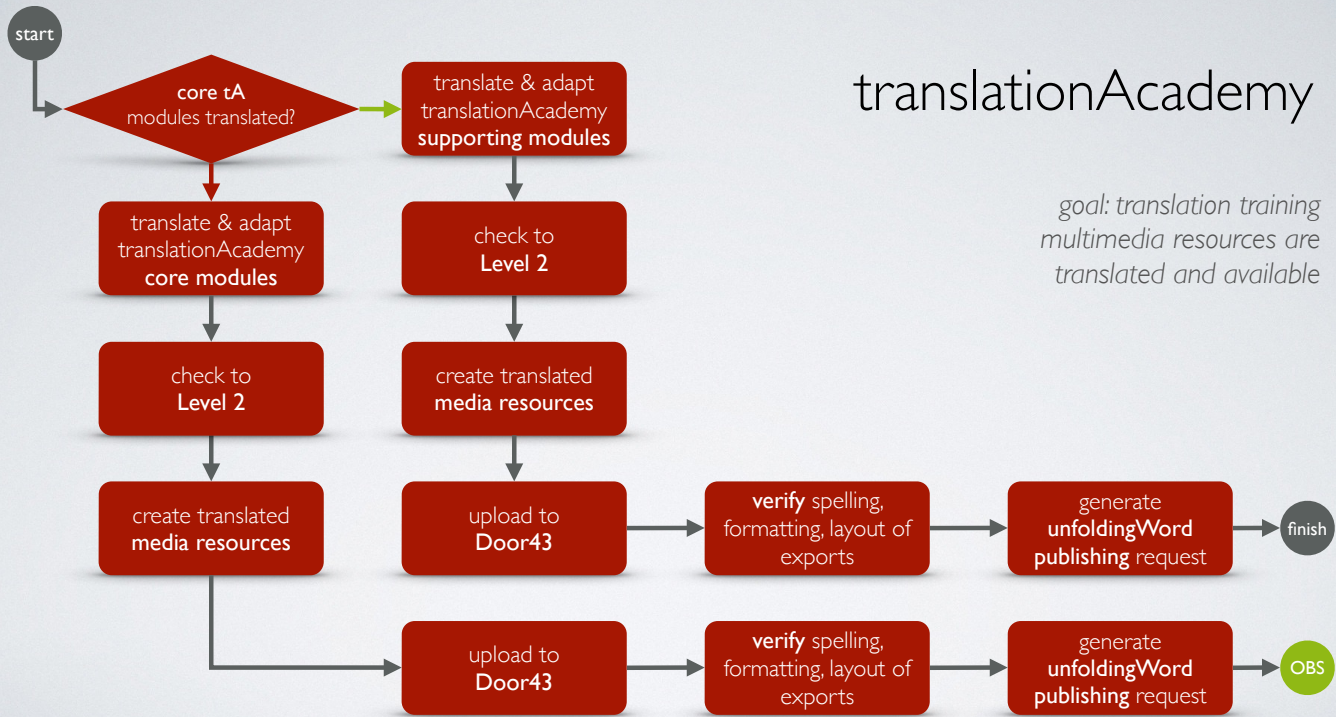 start
translationAcademy
goal: translation training
multimedia resources are
translated and available
core tA
modules translated?
translate & adapt
translationAcademy
supporting modules
translate & adapt
translationAcademy
core modules
check to
Level 2
check to
Level 2
create translated
media resources
create translated
media resources
upload to
Door43
verify spelling,
formatting, layout of
exports
generate
unfoldingWord
publishing request
finish
upload to
Door43
verify spelling,
formatting, layout of
exports
generate
unfoldingWord
publishing request
OBS